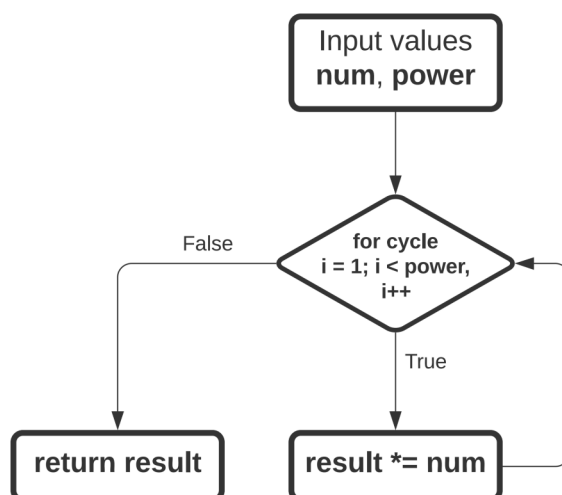 Input values
num, power
for cycle
i = 1; i < power,
i++
False
True
return result
result *= num